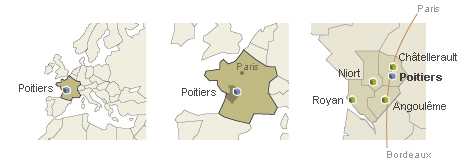 Poitiers
Paris
Poitiers
Paris
Châtellerault
Poitiers
Niort
Royan
Angoulême
Bordeaux